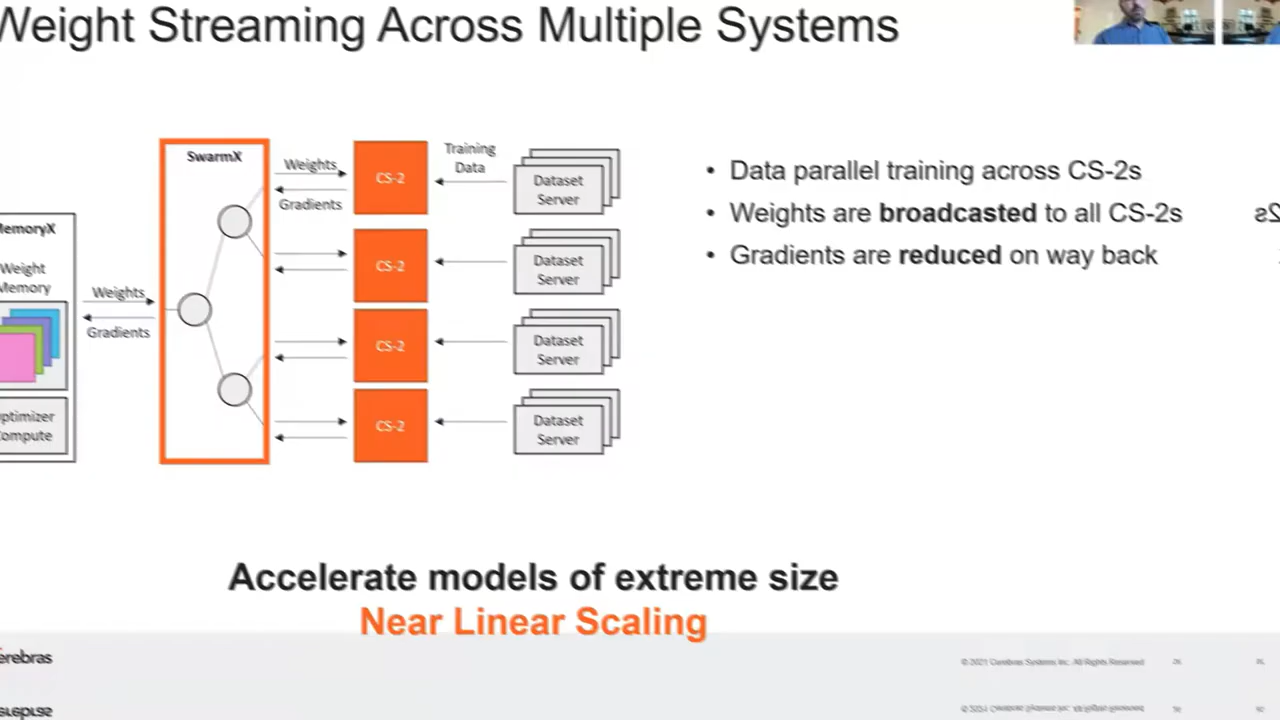 Weight Streaming Across Multiple Systems
SwarmX
Weights
Gradients
CS-2
Training
Data
Dataset
Server
CS-2
Dataset
Server
CS-2
Dataset
Server
CS-2
Dataset
Server
MemoryX
Weight
Memory
Weights
Gradients
Optimizer
Compute
• Data parallel training across CS-2s
• Weights are broadcasted to all CS-2s
• Gradients are reduced on way back
Accelerate models of extreme size
Near Linear Scaling
erebras
© 2021 Cerebras Systems Inc. All Rights Reserved